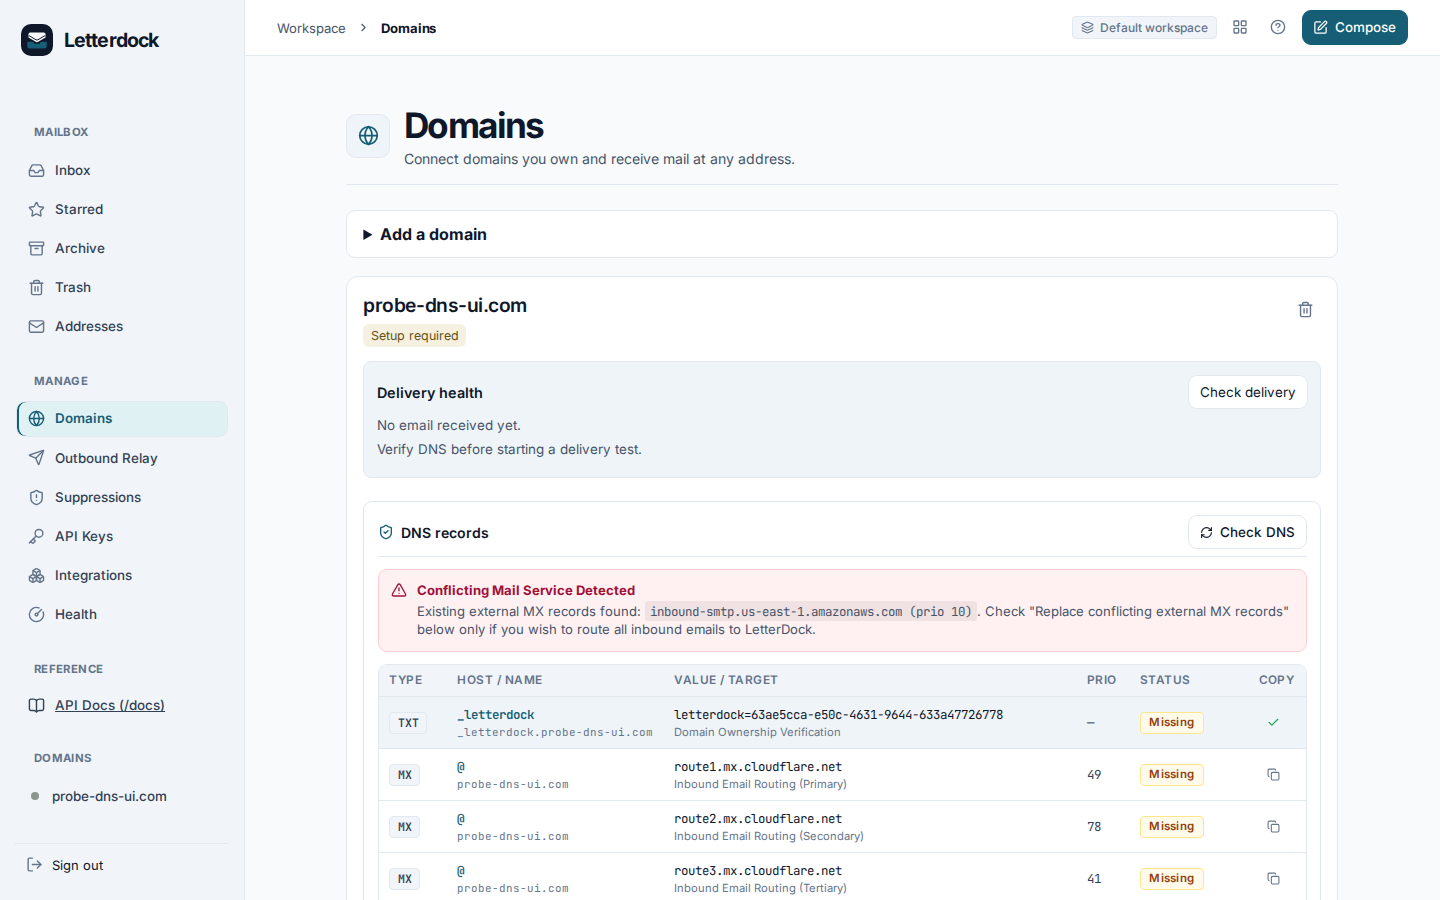 Letterdock
Workspace > Domains
Default workspace
Compose
MAILBOX
Inbox
Starred
Archive
Trash
Addresses
MANAGE
Domains
Outbound Relay
Suppressions
API Keys
Integrations
Health
REFERENCE
API Docs (/docs)
DOMAINS
probe-dns-ui.com
Sign out
Domains
Connect domains you own and receive mail at any address.
Add a domain
probe-dns-ui.com
Setup required
Delivery health
Check delivery
No email received yet.
Verify DNS before starting a delivery test.
DNS records
Check DNS
Conflicting Mail Service Detected
Existing external MX records found: inbound-smtp.us-east-1.amazonaws.com (prio 10). Check "Replace conflicting external MX records"
below only if you wish to route all inbound emails to LetterDock.
TYPE HOST / NAME VALUE / TARGET PRIO STATUS COPY
TXT _letterdock letterdock=63ae5cca-e50c-4631-9644-633a47726778 — Missing
_letterdock.probe-dns-ui.com Domain Ownership Verification
MX @ route1.mx.cloudflare.net 49 Missing
probe-dns-ui.com Inbound Email Routing (Primary)
MX @ route2.mx.cloudflare.net 78 Missing
probe-dns-ui.com Inbound Email Routing (Secondary)
MX @ route3.mx.cloudflare.net 41 Missing
probe-dns-ui.com Inbound Email Routing (Tertiary)